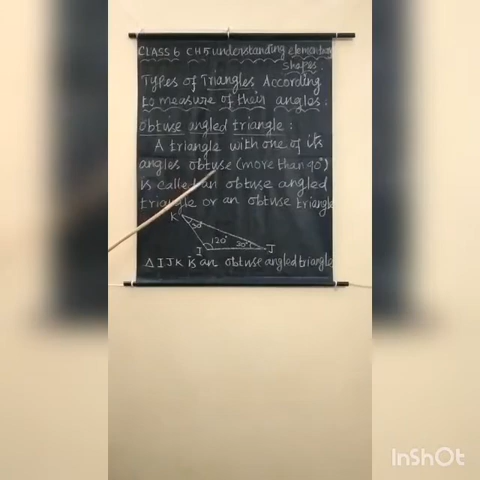 CLASS 6 CH 5 understanding elementary
shapes.
Types of Triangles According
to measure of their angles:
obtuse angled triangle:
A triangle with one of its
angles obtuse (more than 90°)
is called an obtuse angled
triangle or an obtuse triangle
K
30°
120°
I
J
Δ IJK is an obtuse angled triangle
InShOt